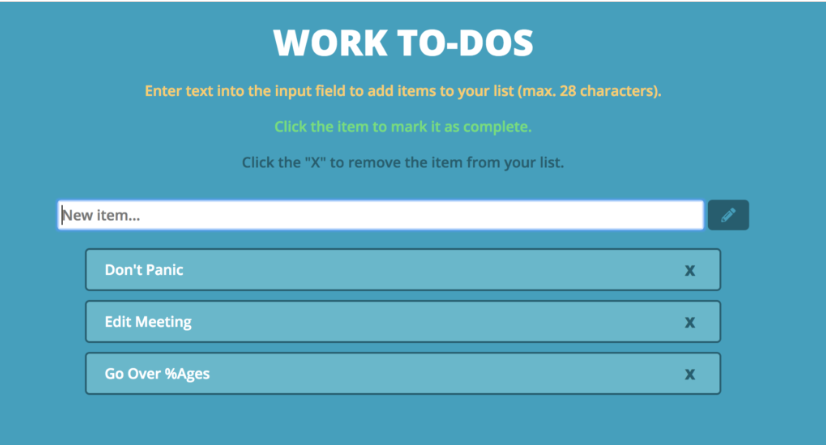 WORK TO-DOS
Enter text into the input field to add items to your list (max. 28 characters).
Click the item to mark it as complete.
Click the "X" to remove the item from your list.
New item...
Don't Panic X
Edit Meeting X
Go Over %Ages X